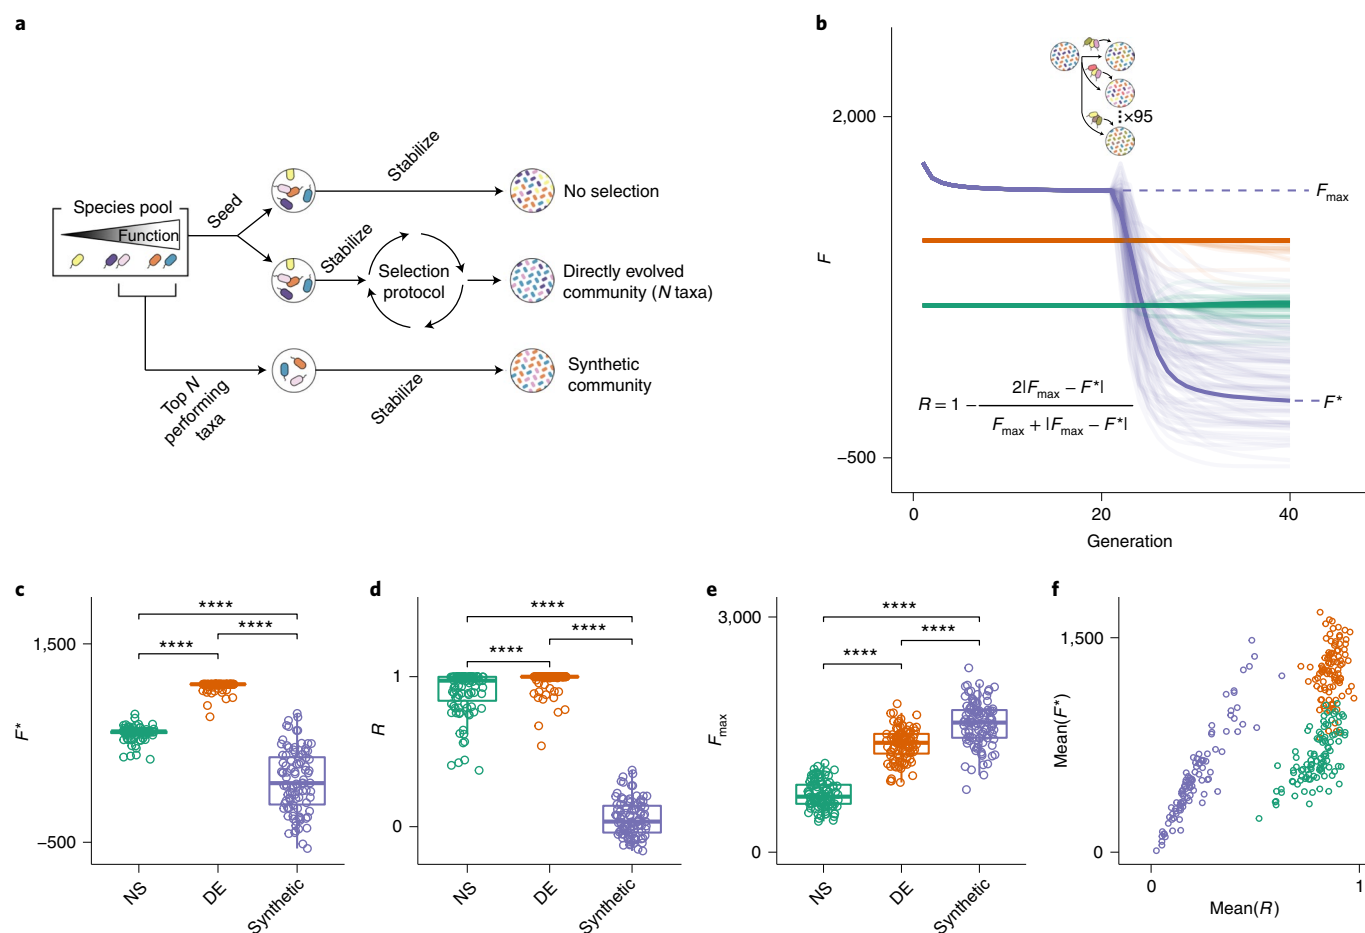 a
Species pool
Function
Seed
Stabilize
No selection
Stabilize
Selection
protocol
Directly evolved
community (N taxa)
Top N
performing
taxa
Stabilize
Synthetic
community
b
F
2,000
−500
×95
Fmax
F*
R = 1 − 2|Fmax − F*| / Fmax + |Fmax − F*|
0
20
40
Generation
c
F*
1,500
−500
****
****
****
NS
DE
Synthetic
d
R
1
0
****
****
****
NS
DE
Synthetic
e
Fmax
3,000
0
****
****
****
NS
DE
Synthetic
f
Mean(F*)
1,500
0
0
1
Mean(R)